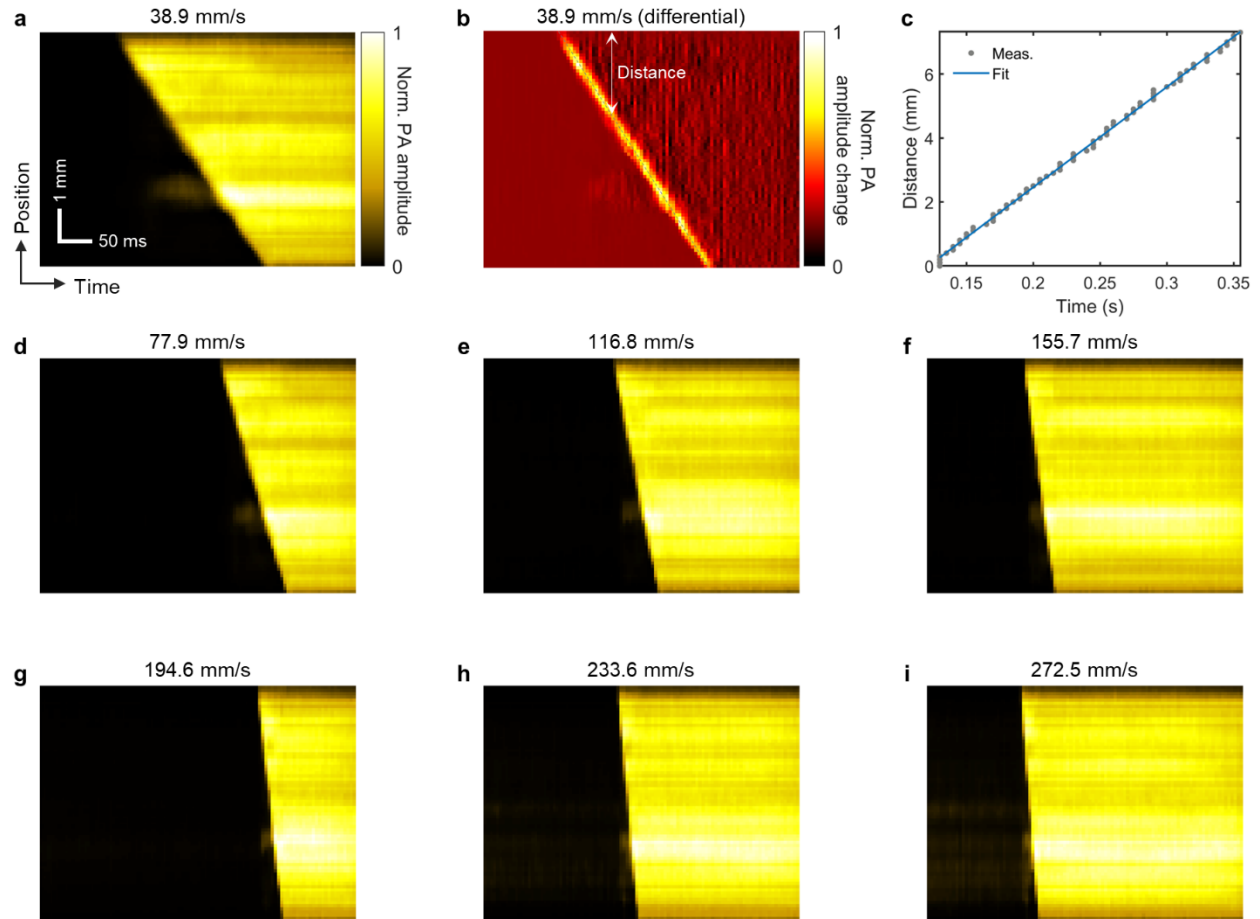 a
38.9 mm/s
1
Norm. PA amplitude
0
1 mm
50 ms
Position
Time
b
38.9 mm/s (differential)
Distance
1
Norm. PA
amplitude change
0
c
Meas.
Fit
Distance (mm)
6
4
2
0
0.15
0.2
0.25
0.3
0.35
Time (s)
d
77.9 mm/s
e
116.8 mm/s
f
155.7 mm/s
g
194.6 mm/s
h
233.6 mm/s
i
272.5 mm/s